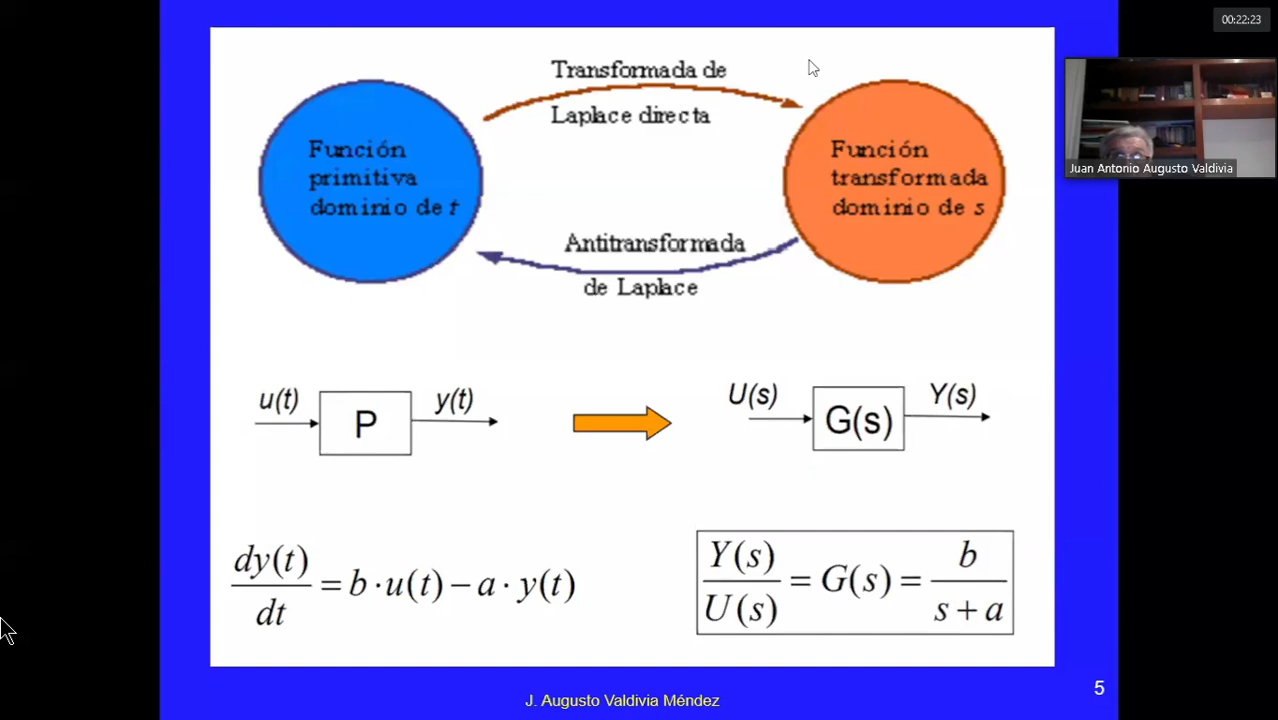 00:22:23
Transformada de
Laplace directa
Función
primitiva
dominio de t
Función
transformada
dominio de s
Juan Antonio Augusto Valdivia
Antitransformada
de Laplace
u(t)
P
y(t)
U(s)
G(s)
Y(s)
dy(t)/dt = b · u(t) − a · y(t)
Y(s)/U(s) = G(s) = b/(s + a)
J. Augusto Valdivia Méndez
5